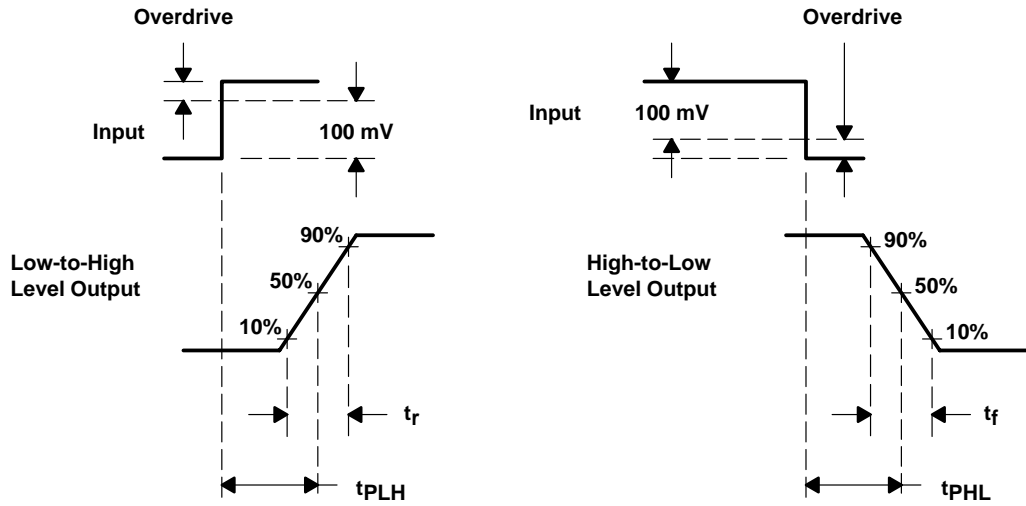 Overdrive
Input
100 mV
Low-to-High
Level Output
90%
50%
10%
tr
tPLH
Overdrive
Input
100 mV
High-to-Low
Level Output
90%
50%
10%
tf
tPHL